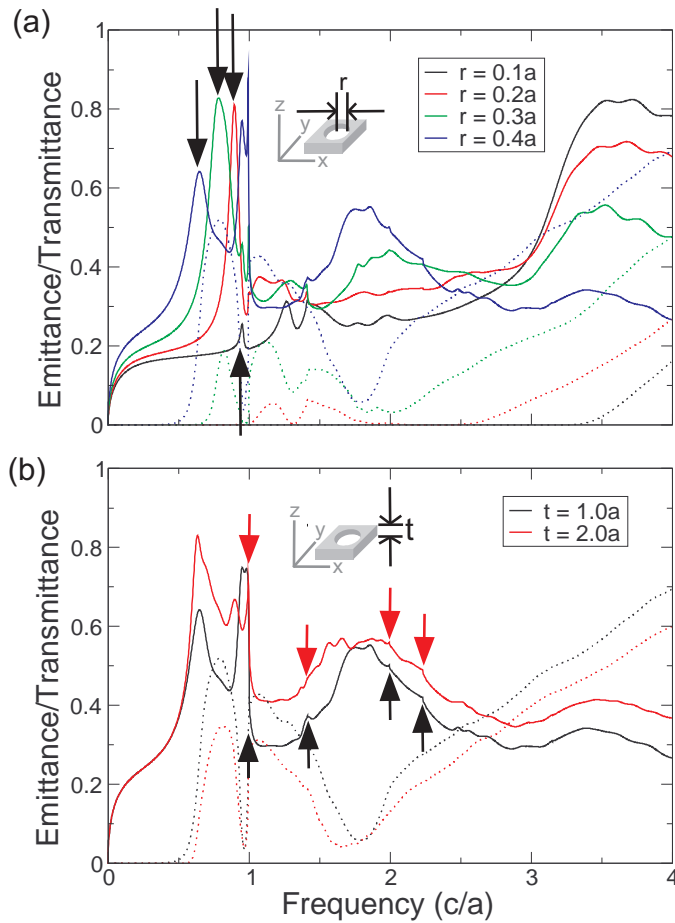 (a)
1
0.8
0.6
0.4
0.2
0
Emittance/Transmittance
r
z
y
x
r = 0.1a
r = 0.2a
r = 0.3a
r = 0.4a
(b)
1
0.8
0.6
0.4
0.2
0
Emittance/Transmittance
z
y
x
t
t = 1.0a
t = 2.0a
0 1 2 3 4
Frequency (c/a)